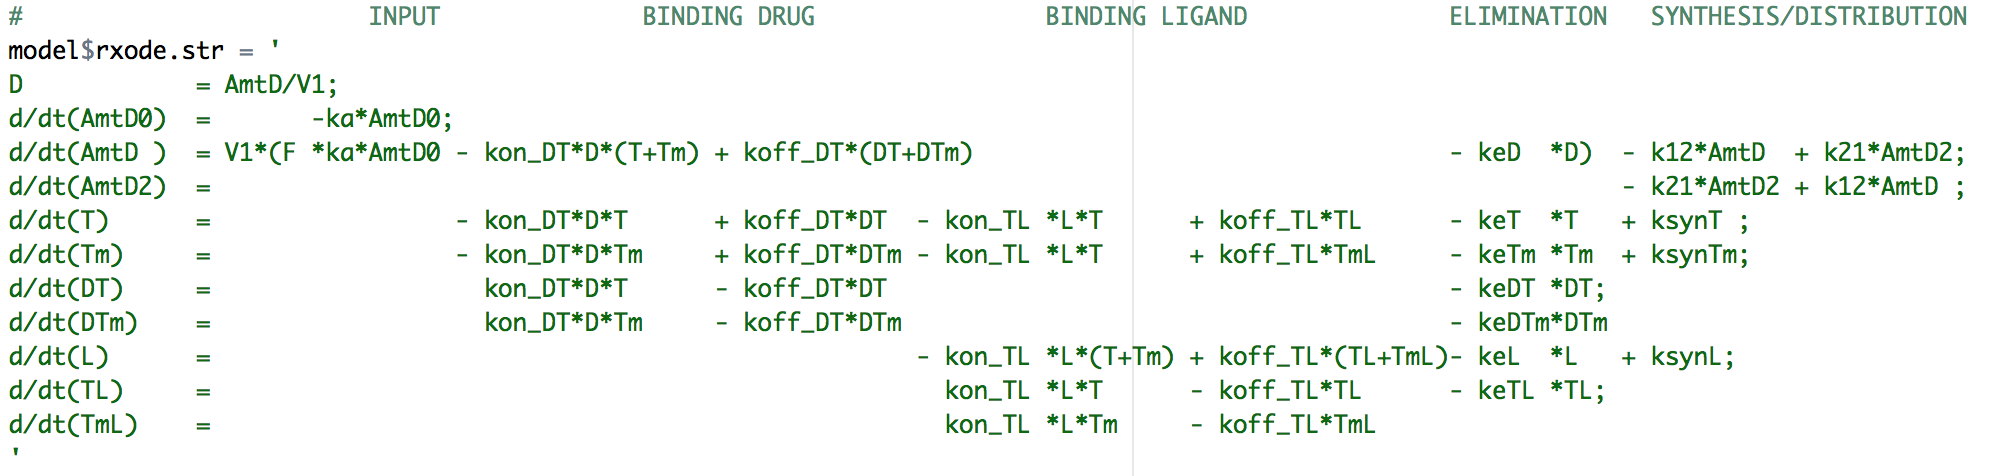 #                        INPUT              BINDING DRUG                BINDING LIGAND              ELIMINATION   SYNTHESIS/DISTRIBUTION
model$rxode.str = '
D            = AmtD/V1;
d/dt(AmtD0)  =       -ka*AmtD0;
d/dt(AmtD )  = V1*(F *ka*AmtD0 - kon_DT*D*(T+Tm) + koff_DT*(DT+DTm)                                 - keD  *D)  - k12*AmtD  + k21*AmtD2;
d/dt(AmtD2)  =                                                                                                  - k21*AmtD2 + k12*AmtD ;
d/dt(T)      =                 - kon_DT*D*T      + koff_DT*DT  - kon_TL *L*T      + koff_TL*TL      - keT  *T   + ksynT ;
d/dt(Tm)     =                 - kon_DT*D*Tm     + koff_DT*DTm - kon_TL *L*T      + koff_TL*TmL     - keTm *Tm  + ksynTm;
d/dt(DT)     =                   kon_DT*D*T      - koff_DT*DT                                       - keDT *DT;
d/dt(DTm)    =                   kon_DT*D*Tm     - koff_DT*DTm                                      - keDTm*DTm
d/dt(L)      =                                                 - kon_TL *L*(T+Tm) + koff_TL*(TL+TmL)- keL  *L   + ksynL;
d/dt(TL)     =                                                   kon_TL *L*T      - koff_TL*TL      - keTL *TL;
d/dt(TmL)    =                                                   kon_TL *L*Tm     - koff_TL*TmL
'